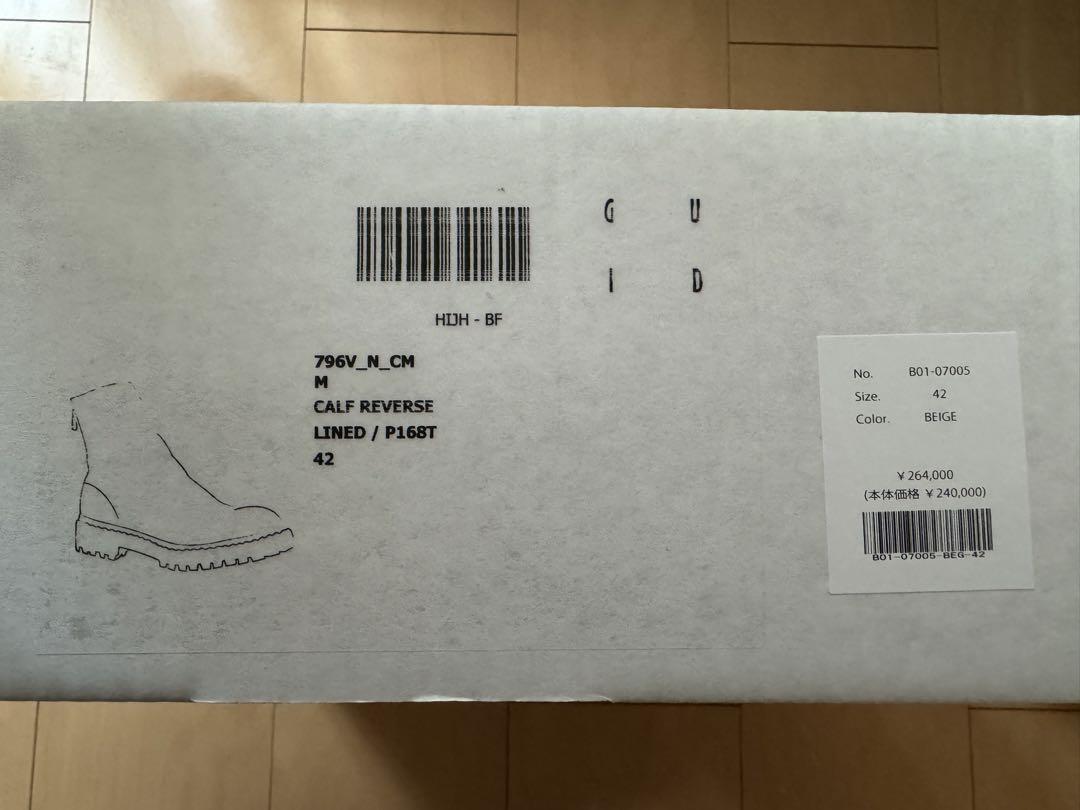 G U
I D
HIJH - BF
796V_N_CM
M
CALF REVERSE
LINED / P168T
42
No. B01-07005
Size. 42
Color. BEIGE
￥264,000
(本体価格 ￥240,000)
B01-07005-BEG-42